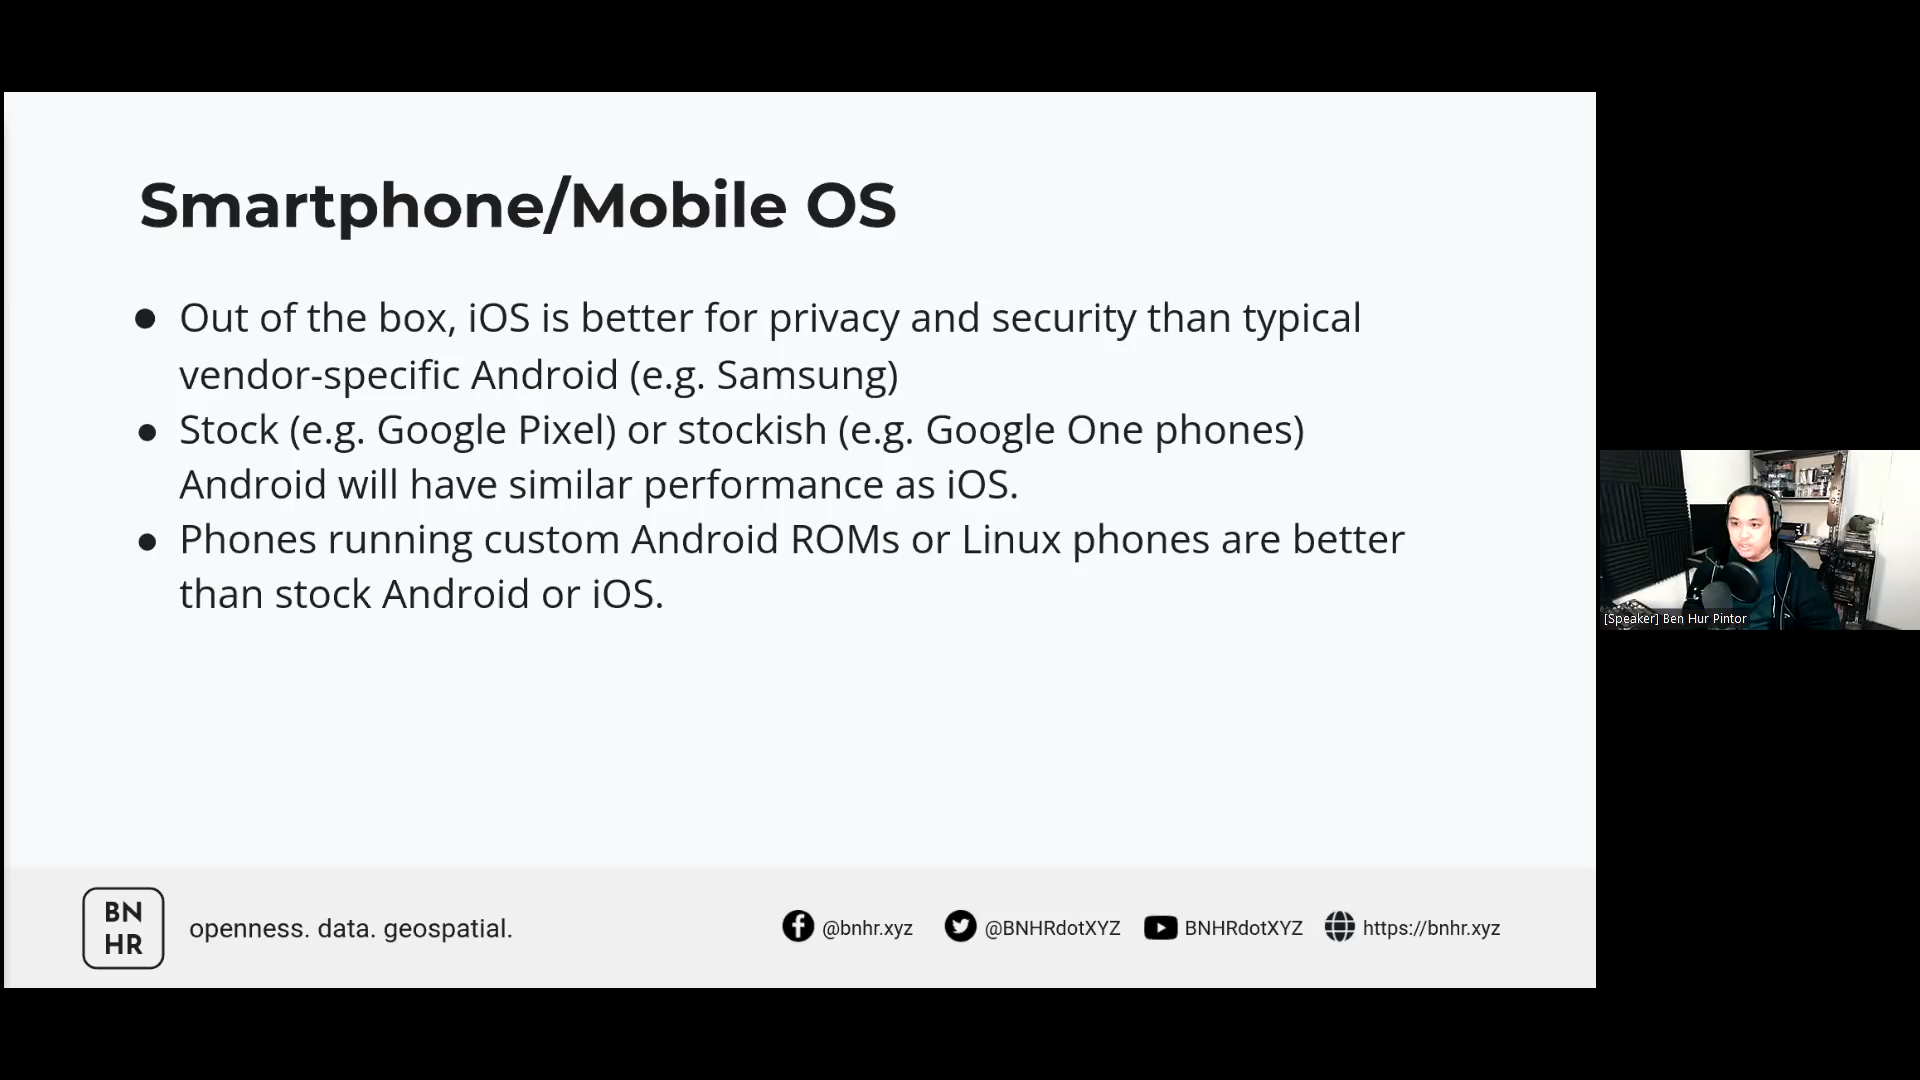 Smartphone/Mobile OS
● Out of the box, iOS is better for privacy and security than typical
vendor-specific Android (e.g. Samsung)
● Stock (e.g. Google Pixel) or stockish (e.g. Google One phones)
Android will have similar performance as iOS.
● Phones running custom Android ROMs or Linux phones are better
than stock Android or iOS.
[Speaker] Ben Hur Pintor
BN
HR
openness. data. geospatial.
@bnhr.xyz @BNHRdotXYZ BNHRdotXYZ https://bnhr.xyz